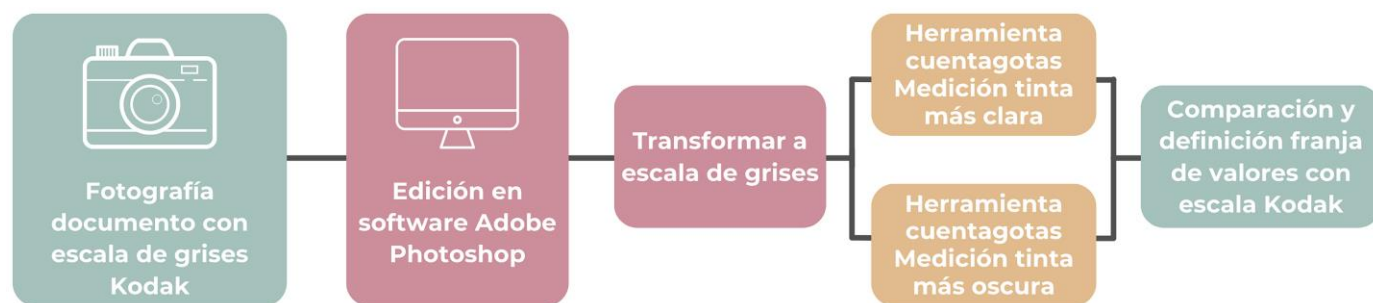 Fotografía
documento con
escala de grises
Kodak
Edición en
software Adobe
Photoshop
Transformar a
escala de grises
Herramienta
cuentagotas
Medición tinta
más clara
Herramienta
cuentagotas
Medición tinta
más oscura
Comparación y
definición franja
de valores con
escala Kodak